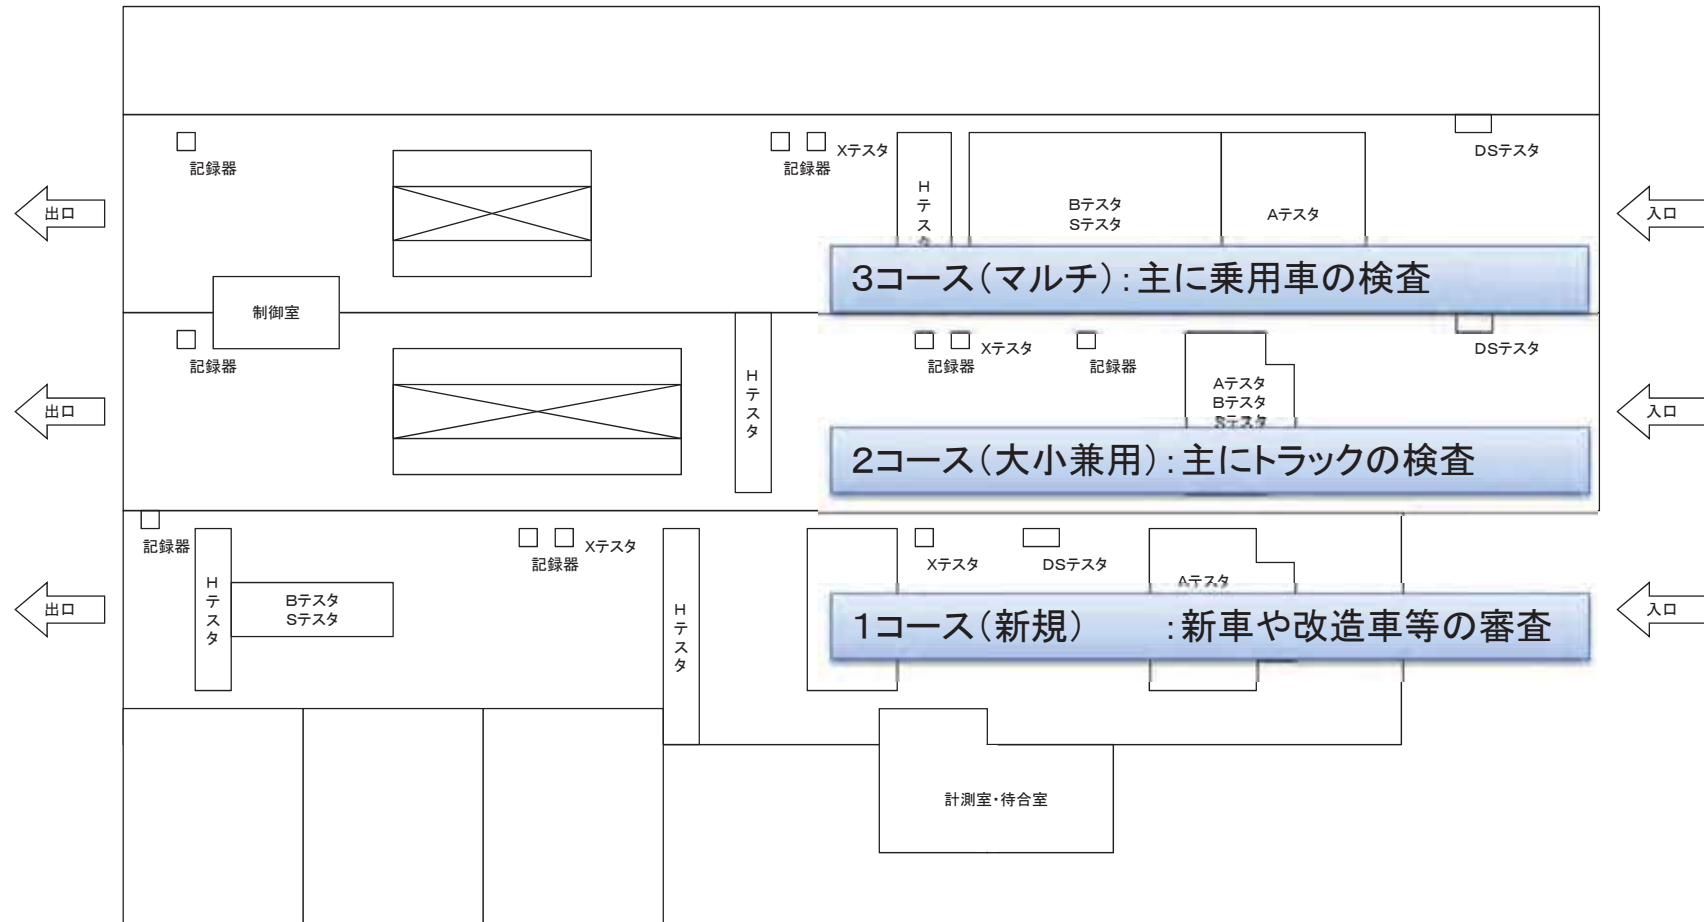 記録器
記録器
Xテスタ
DSテスタ
Hテスタ
Bテスタ
Sテスタ
Aテスタ
出口
入口
3コース(マルチ):主に乗用車の検査
制御室
記録器
Hテスタ
記録器
Xテスタ
記録器
DSテスタ
Aテスタ
Bテスタ
Sテスタ
出口
入口
2コース(大小兼用):主にトラックの検査
記録器
Hテスタ
Bテスタ
Sテスタ
記録器
Xテスタ
Hテスタ
Xテスタ
DSテスタ
Aテスタ
出口
入口
1コース(新規) :新車や改造車等の審査
計測室・待合室